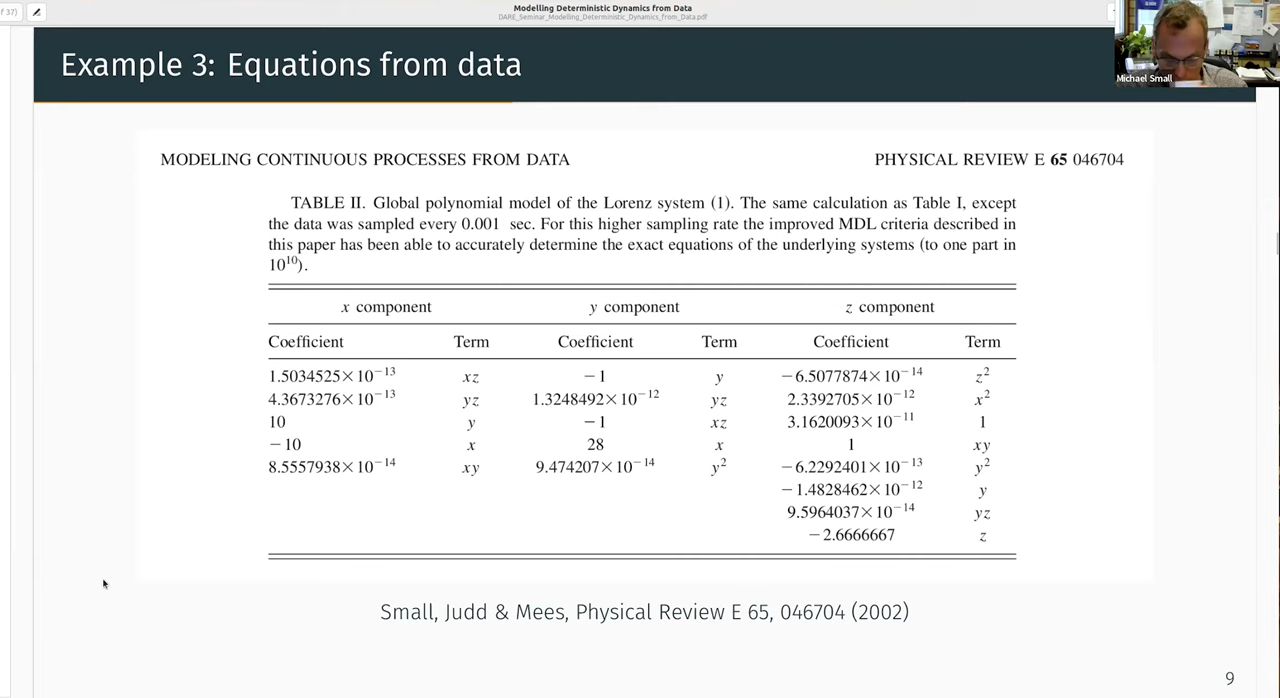 f 37)
Modelling Deterministic Dynamics from Data
DARE_Seminar_Modelling_Deterministic_Dynamics_from_Data.pdf
Michael Small
Example 3: Equations from data
MODELING CONTINUOUS PROCESSES FROM DATA PHYSICAL REVIEW E 65 046704
TABLE II. Global polynomial model of the Lorenz system (1). The same calculation as Table I, except
the data was sampled every 0.001 sec. For this higher sampling rate the improved MDL criteria described in
this paper has been able to accurately determine the exact equations of the underlying systems (to one part in
10¹⁰).
x component y component z component
Coefficient Term Coefficient Term Coefficient Term
1.5034525×10⁻¹³ xz −1 y −6.5077874×10⁻¹⁴ z²
4.3673276×10⁻¹³ yz 1.3248492×10⁻¹² yz 2.3392705×10⁻¹² x²
10 y −1 xz 3.1620093×10⁻¹¹ 1
−10 x 28 x 1 xy
8.5557938×10⁻¹⁴ xy 9.474207×10⁻¹⁴ y² −6.2292401×10⁻¹³ y²
−1.4828462×10⁻¹² y
9.5964037×10⁻¹⁴ yz
−2.6666667 z
Small, Judd & Mees, Physical Review E 65, 046704 (2002)
9